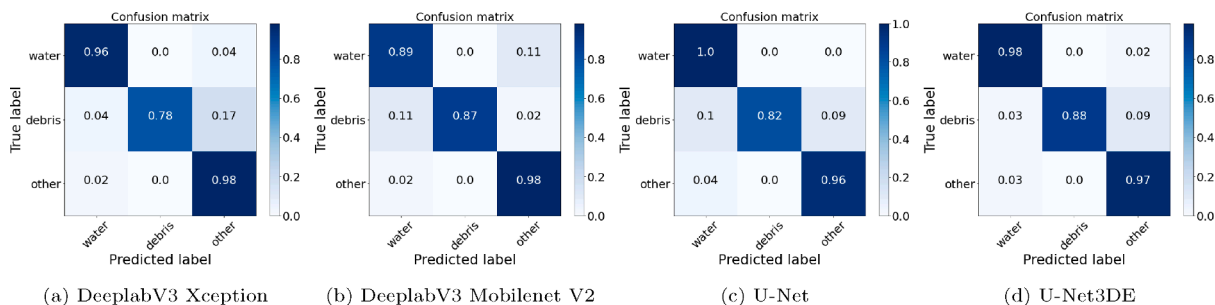 Confusion matrix
water 0.96 0.0 0.04
debris 0.04 0.78 0.17
other 0.02 0.0 0.98
True label
water debris other
Predicted label
0.8
0.6
0.4
0.2
0.0
(a) DeeplabV3 Xception
Confusion matrix
water 0.89 0.0 0.11
debris 0.11 0.87 0.02
other 0.02 0.0 0.98
True label
water debris other
Predicted label
0.8
0.6
0.4
0.2
0.0
(b) DeeplabV3 Mobilenet V2
Confusion matrix
water 1.0 0.0 0.0
debris 0.1 0.82 0.09
other 0.04 0.0 0.96
True label
water debris other
Predicted label
1.0
0.8
0.6
0.4
0.2
0.0
(c) U-Net
Confusion matrix
water 0.98 0.0 0.02
debris 0.03 0.88 0.09
other 0.03 0.0 0.97
True label
water debris other
Predicted label
0.8
0.6
0.4
0.2
0.0
(d) U-Net3DE